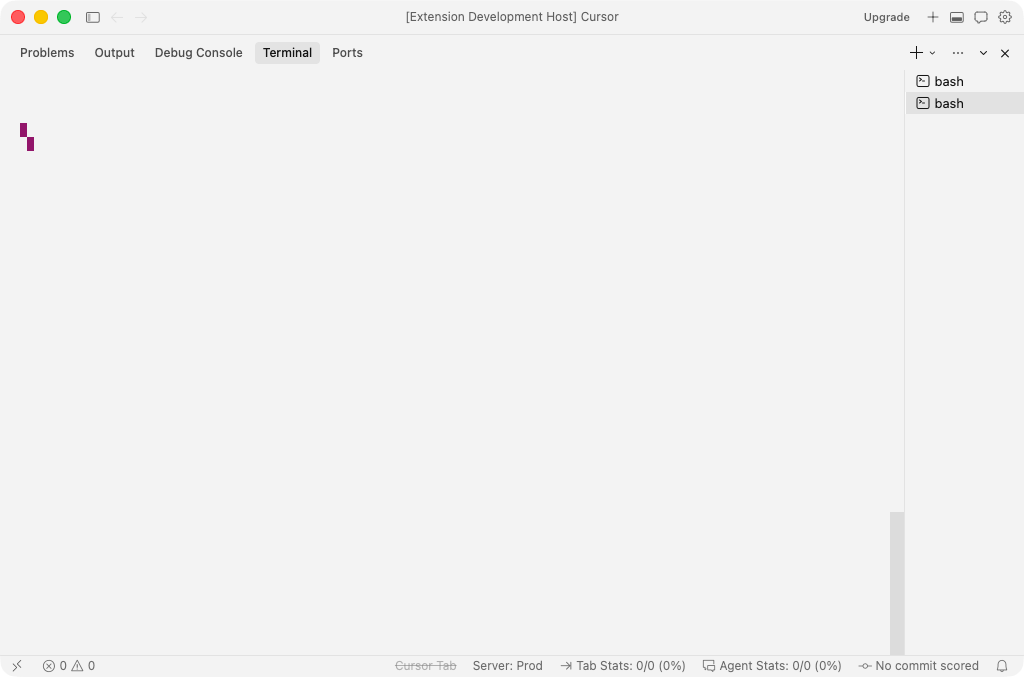 [Extension Development Host] Cursor
Upgrade
Problems
Output
Debug Console
Terminal
Ports
bash
bash
0
0
Cursor Tab
Server: Prod
Tab Stats: 0/0 (0%)
Agent Stats: 0/0 (0%)
No commit scored